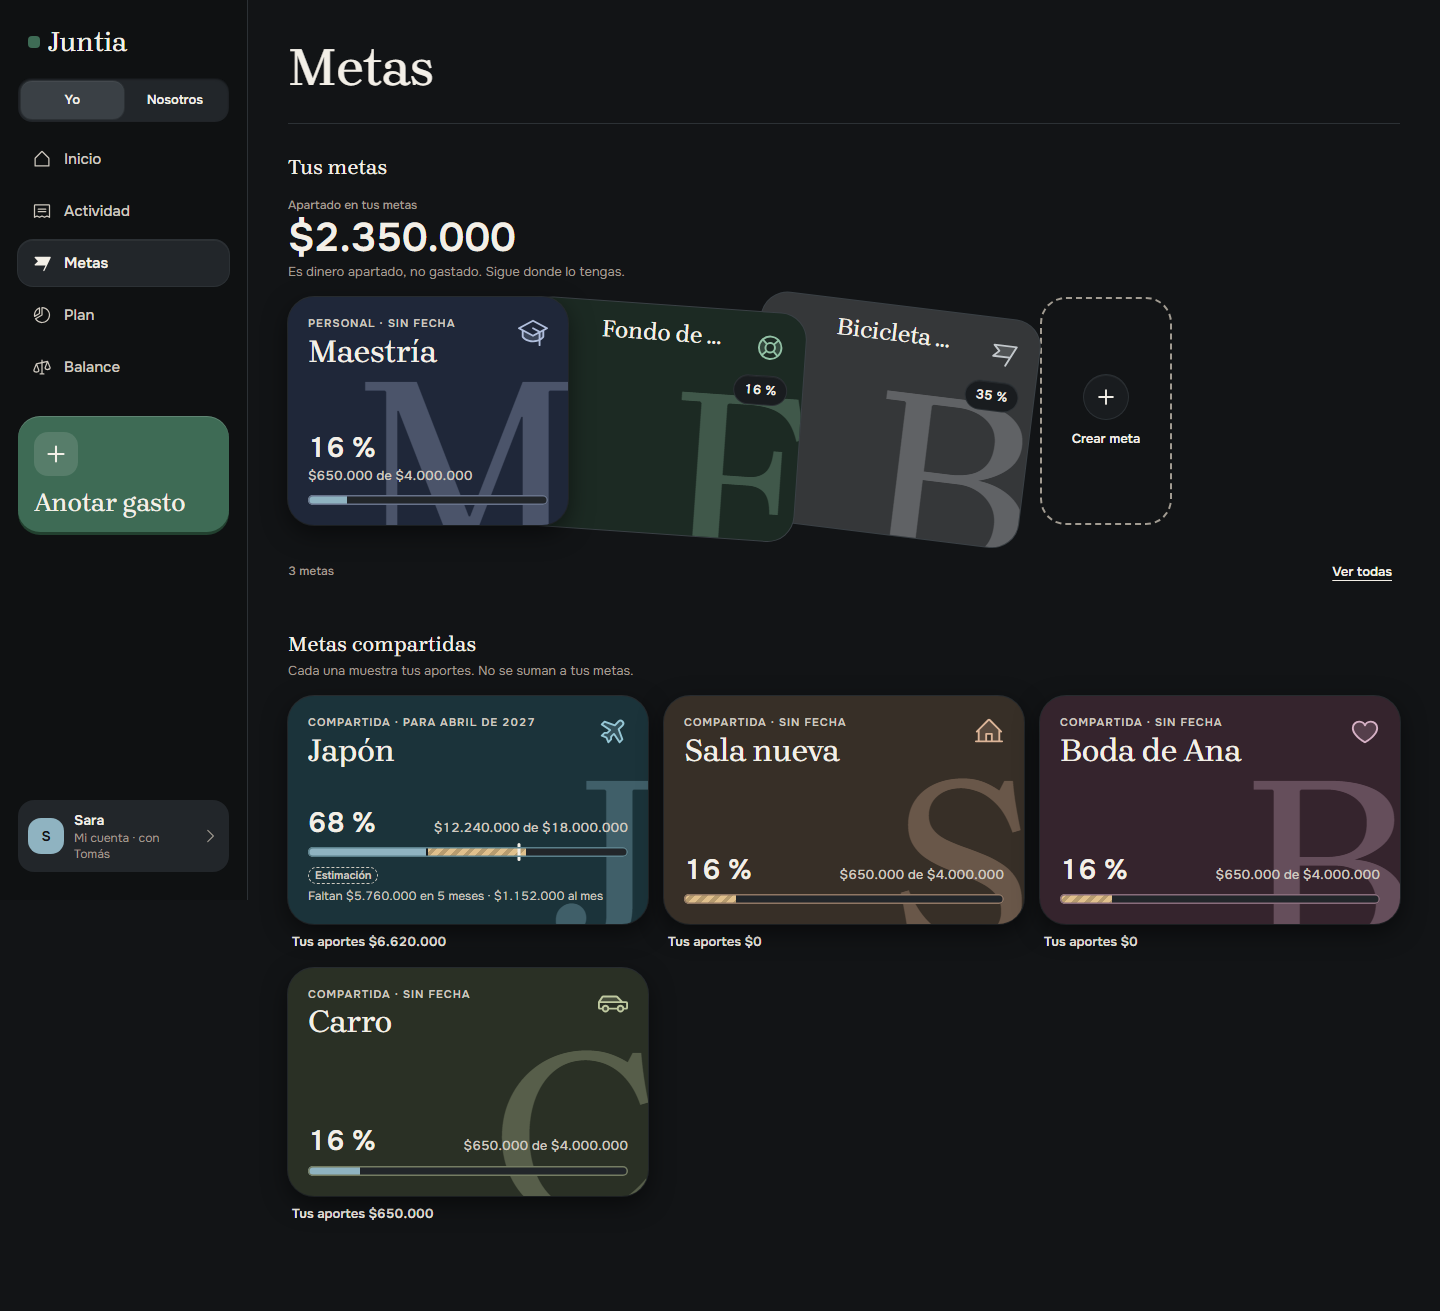 Juntia
Yo
Nosotros
Inicio
Actividad
Metas
Plan
Balance
Anotar gasto
S
Sara
Mi cuenta · con
Tomás
Metas
Tus metas
Apartado en tus metas
$2.350.000
Es dinero apartado, no gastado. Sigue donde lo tengas.
PERSONAL · SIN FECHA
Maestría
M
16 %
$650.000 de $4.000.000
Fondo de ...
16 %
F
Bicicleta ...
35 %
B
Crear meta
3 metas
Ver todas
Metas compartidas
Cada una muestra tus aportes. No se suman a tus metas.
COMPARTIDA · PARA ABRIL DE 2027
Japón
J
68 %
$12.240.000 de $18.000.000
Estimación
Faltan $5.760.000 en 5 meses · $1.152.000 al mes
Tus aportes $6.620.000
COMPARTIDA · SIN FECHA
Sala nueva
S
16 %
$650.000 de $4.000.000
Tus aportes $0
COMPARTIDA · SIN FECHA
Boda de Ana
B
16 %
$650.000 de $4.000.000
Tus aportes $0
COMPARTIDA · SIN FECHA
Carro
C
16 %
$650.000 de $4.000.000
Tus aportes $650.000